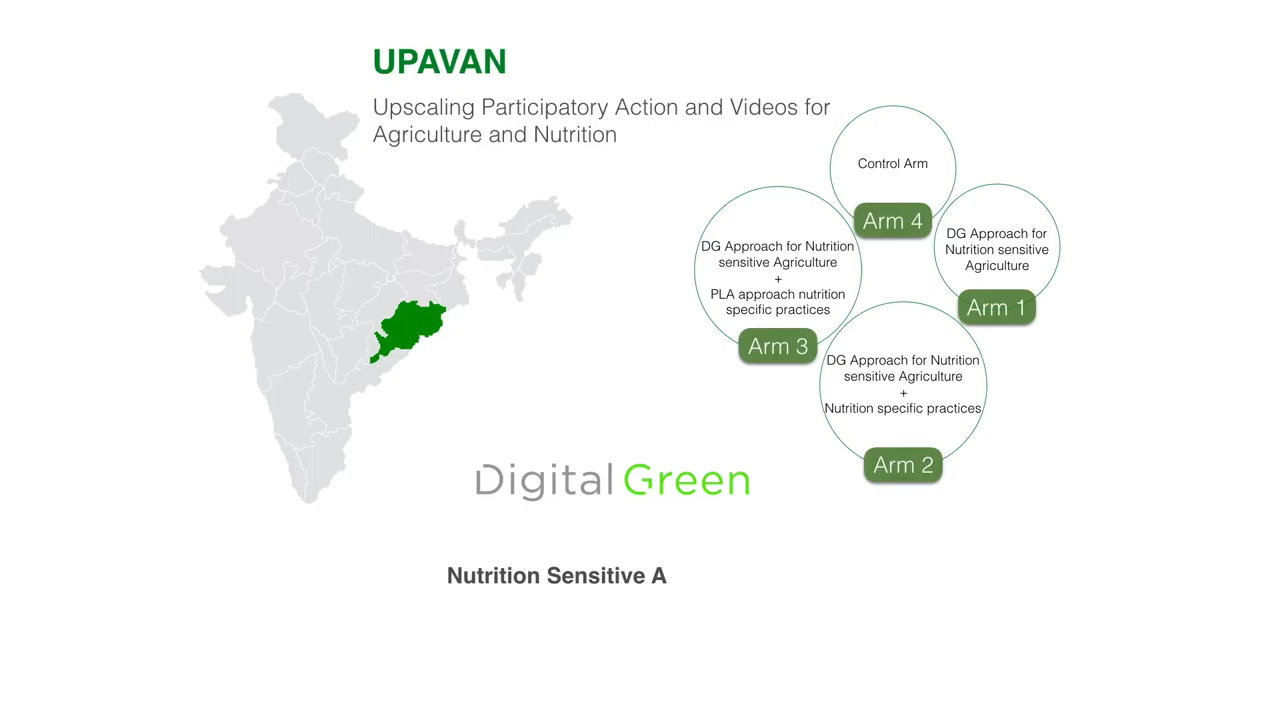 UPAVAN
Upscaling Participatory Action and Videos for
Agriculture and Nutrition
Control Arm
Arm 4
DG Approach for
Nutrition sensitive
Agriculture
Arm 1
DG Approach for Nutrition
sensitive Agriculture
+
PLA approach nutrition
specific practices
Arm 3
DG Approach for Nutrition
sensitive Agriculture
+
Nutrition specific practices
Arm 2
Digital Green
Nutrition Sensitive A